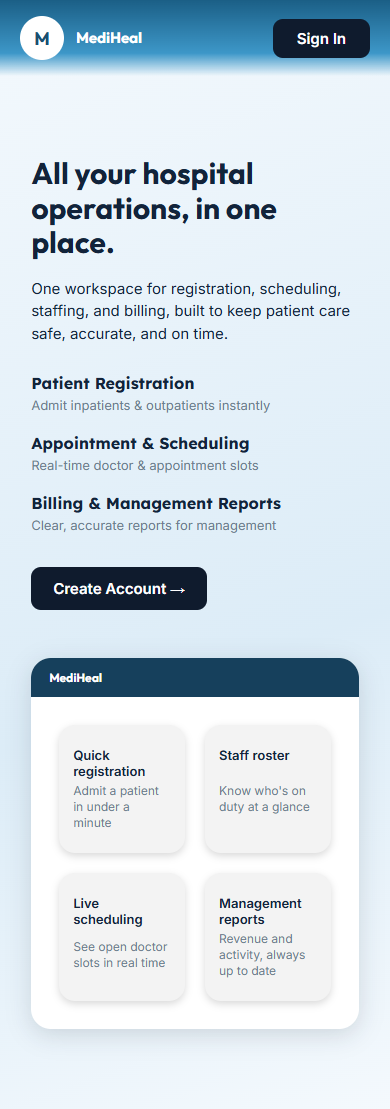 M
MediHeal
Sign In
All your hospital
operations, in one
place.
One workspace for registration, scheduling,
staffing, and billing, built to keep patient care
safe, accurate, and on time.
Patient Registration
Admit inpatients & outpatients instantly
Appointment & Scheduling
Real-time doctor & appointment slots
Billing & Management Reports
Clear, accurate reports for management
Create Account →
MediHeal
Quick
registration
Admit a patient
in under a
minute
Staff roster
Know who's on
duty at a glance
Live
scheduling
See open doctor
slots in real time
Management
reports
Revenue and
activity, always
up to date